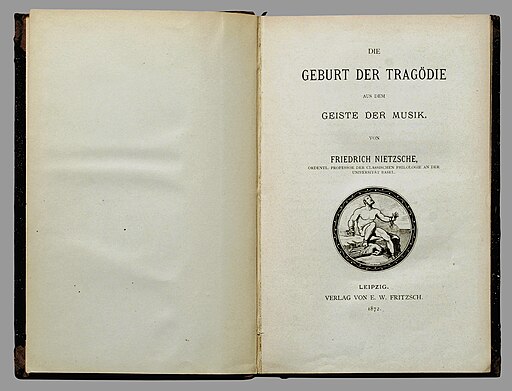 DIE
GEBURT DER TRAGÖDIE
AUS DEM
GEISTE DER MUSIK.
VON
FRIEDRICH NIETZSCHE,
ORDENTL. PROFESSOR DER CLASSISCHEN PHILOLOGIE AN DER
UNIVERSITÄT BASEL.
LEIPZIG.
VERLAG VON E. W. FRITZSCH.
1872.